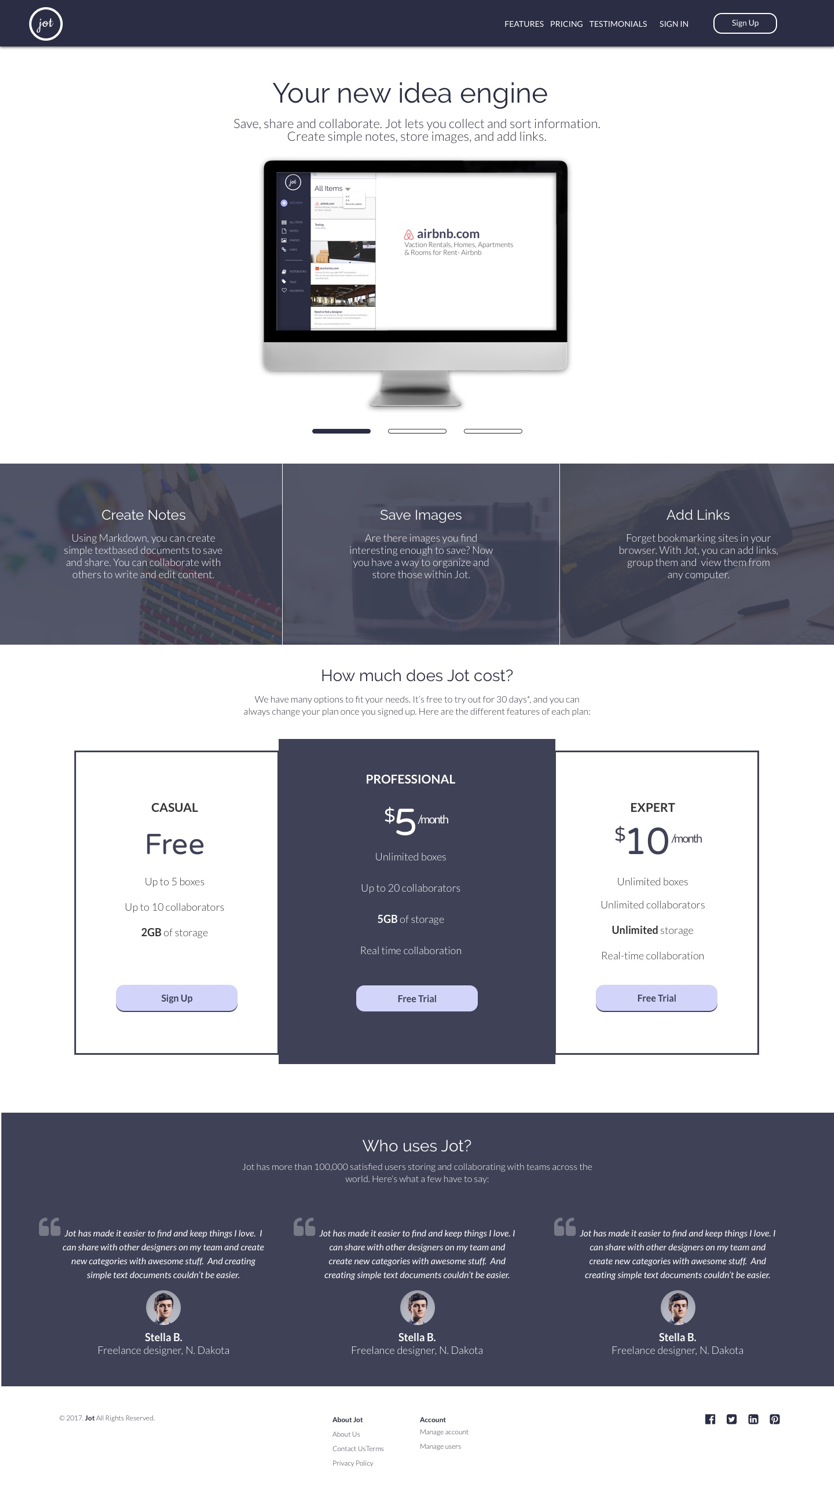 jot
FEATURES PRICING TESTIMONIALS SIGN IN Sign Up
Your new idea engine
Save, share and collaborate. Jot lets you collect and sort information.
Create simple notes, store images, and add links.
jot
All Items
airbnb.com
Vaction Rentals, Homes, Apartments
& Rooms for Rent- Airbnb
Create Notes
Using Markdown, you can create
simple textbased documents to save
and share. You can collaborate with
others to write and edit content.
Save Images
Are there images you find
interesting enough to save? Now
you have a way to organize and
store those within Jot.
Add Links
Forget bookmarking sites in your
browser. With Jot, you can add links,
group them and view them from
any computer.
How much does Jot cost?
We have many options to fit your needs. It's free to try out for 30 days*, and you can
always change your plan once you signed up. Here are the different features of each plan:
CASUAL
Free
Up to 5 boxes
Up to 10 collaborators
2GB of storage
Sign Up
PROFESSIONAL
$5/month
Unlimited boxes
Up to 20 collaborators
5GB of storage
Real time collaboration
Free Trial
EXPERT
$10/month
Unlimited boxes
Unlimited collaborators
Unlimited storage
Real-time collaboration
Free Trial
Who uses Jot?
Jot has more than 100,000 satisfied users storing and collaborating with teams across the
world. Here's what a few have to say:
Jot has made it easier to find and keep things I love. I
can share with other designers on my team and create
new categories with awesome stuff. And creating
simple text documents couldn't be easier.
Stella B.
Freelance designer, N. Dakota
Jot has made it easier to find and keep things I love. I
can share with other designers on my team and
create new categories with awesome stuff. And
creating simple text documents couldn't be easier.
Stella B.
Freelance designer, N. Dakota
Jot has made it easier to find and keep things I love. I
can share with other designers on my team and
create new categories with awesome stuff. And
creating simple text documents couldn't be easier.
Stella B.
Freelance designer, N. Dakota
© 2017. Jot All Rights Reserved.
About Jot
About Us
Contact UsTerms
Privacy Policy
Account
Manage account
Manage users